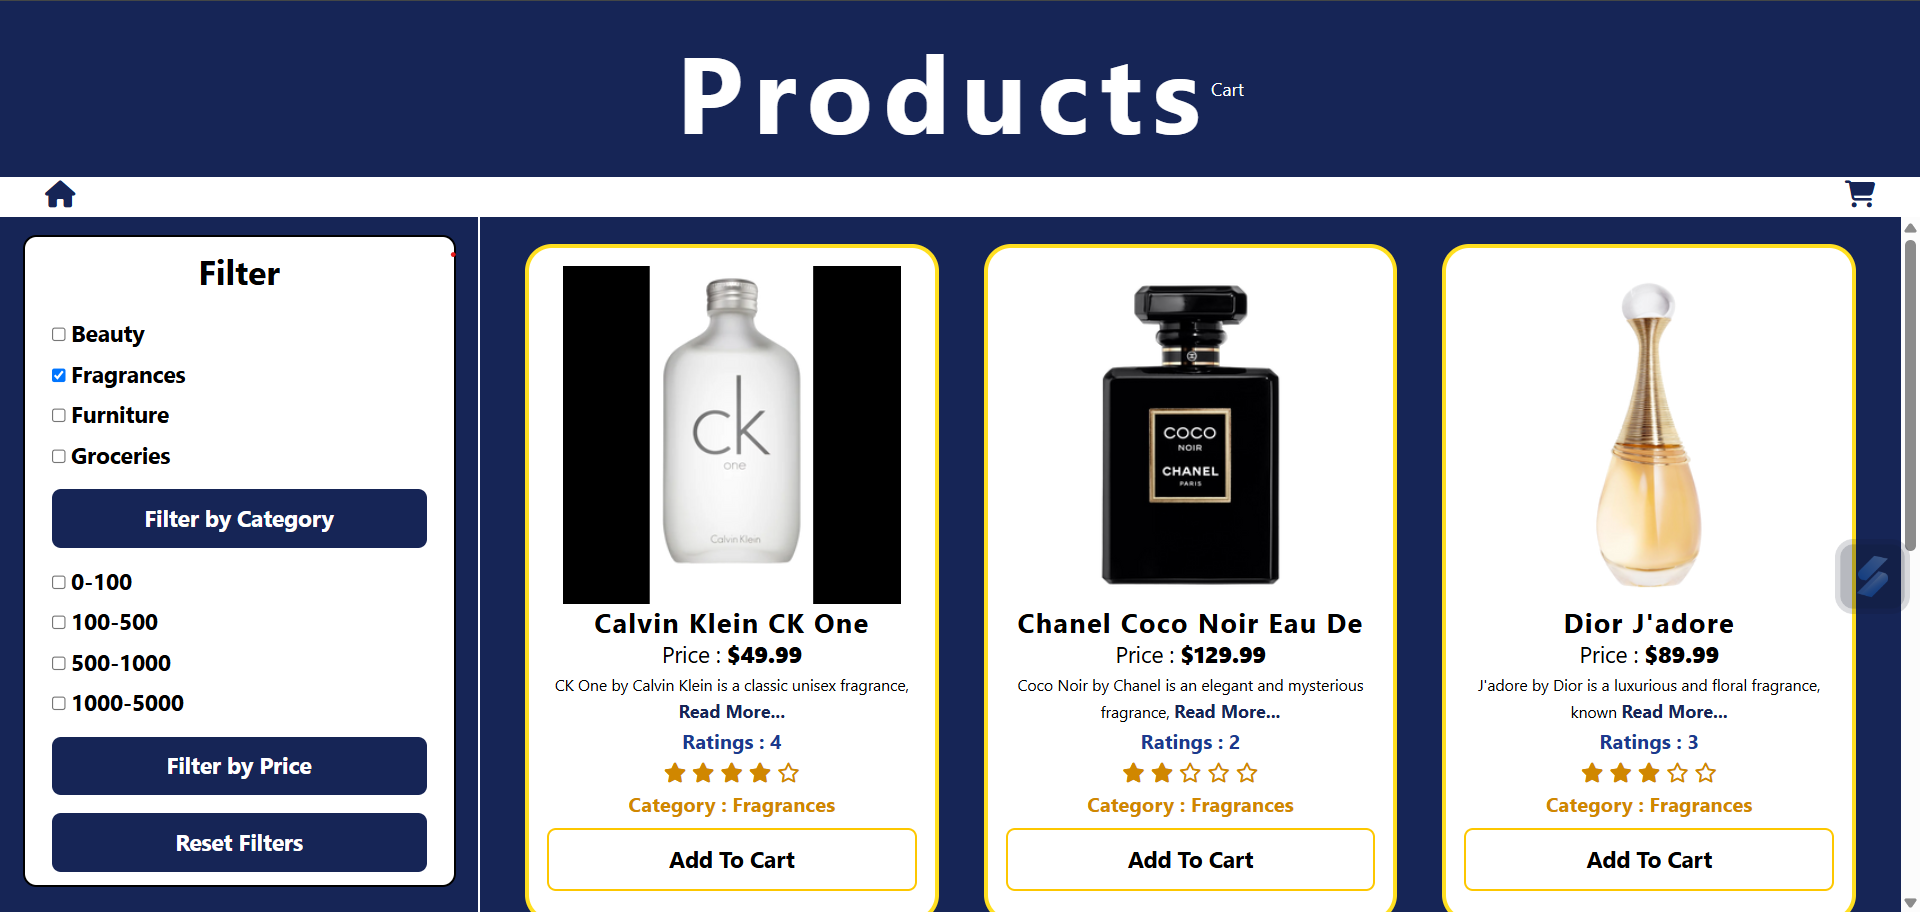 Products
Cart
Filter
Beauty
Fragrances
Furniture
Groceries
Filter by Category
0-100
100-500
500-1000
1000-5000
Filter by Price
Reset Filters
ck
one
Calvin Klein
Calvin Klein CK One
Price : $49.99
CK One by Calvin Klein is a classic unisex fragrance,
Read More...
Ratings : 4
Category : Fragrances
Add To Cart
COCO
NOIR
CHANEL
PARIS
Chanel Coco Noir Eau De
Price : $129.99
Coco Noir by Chanel is an elegant and mysterious
fragrance, Read More...
Ratings : 2
Category : Fragrances
Add To Cart
Dior J'adore
Price : $89.99
J'adore by Dior is a luxurious and floral fragrance,
known Read More...
Ratings : 3
Category : Fragrances
Add To Cart